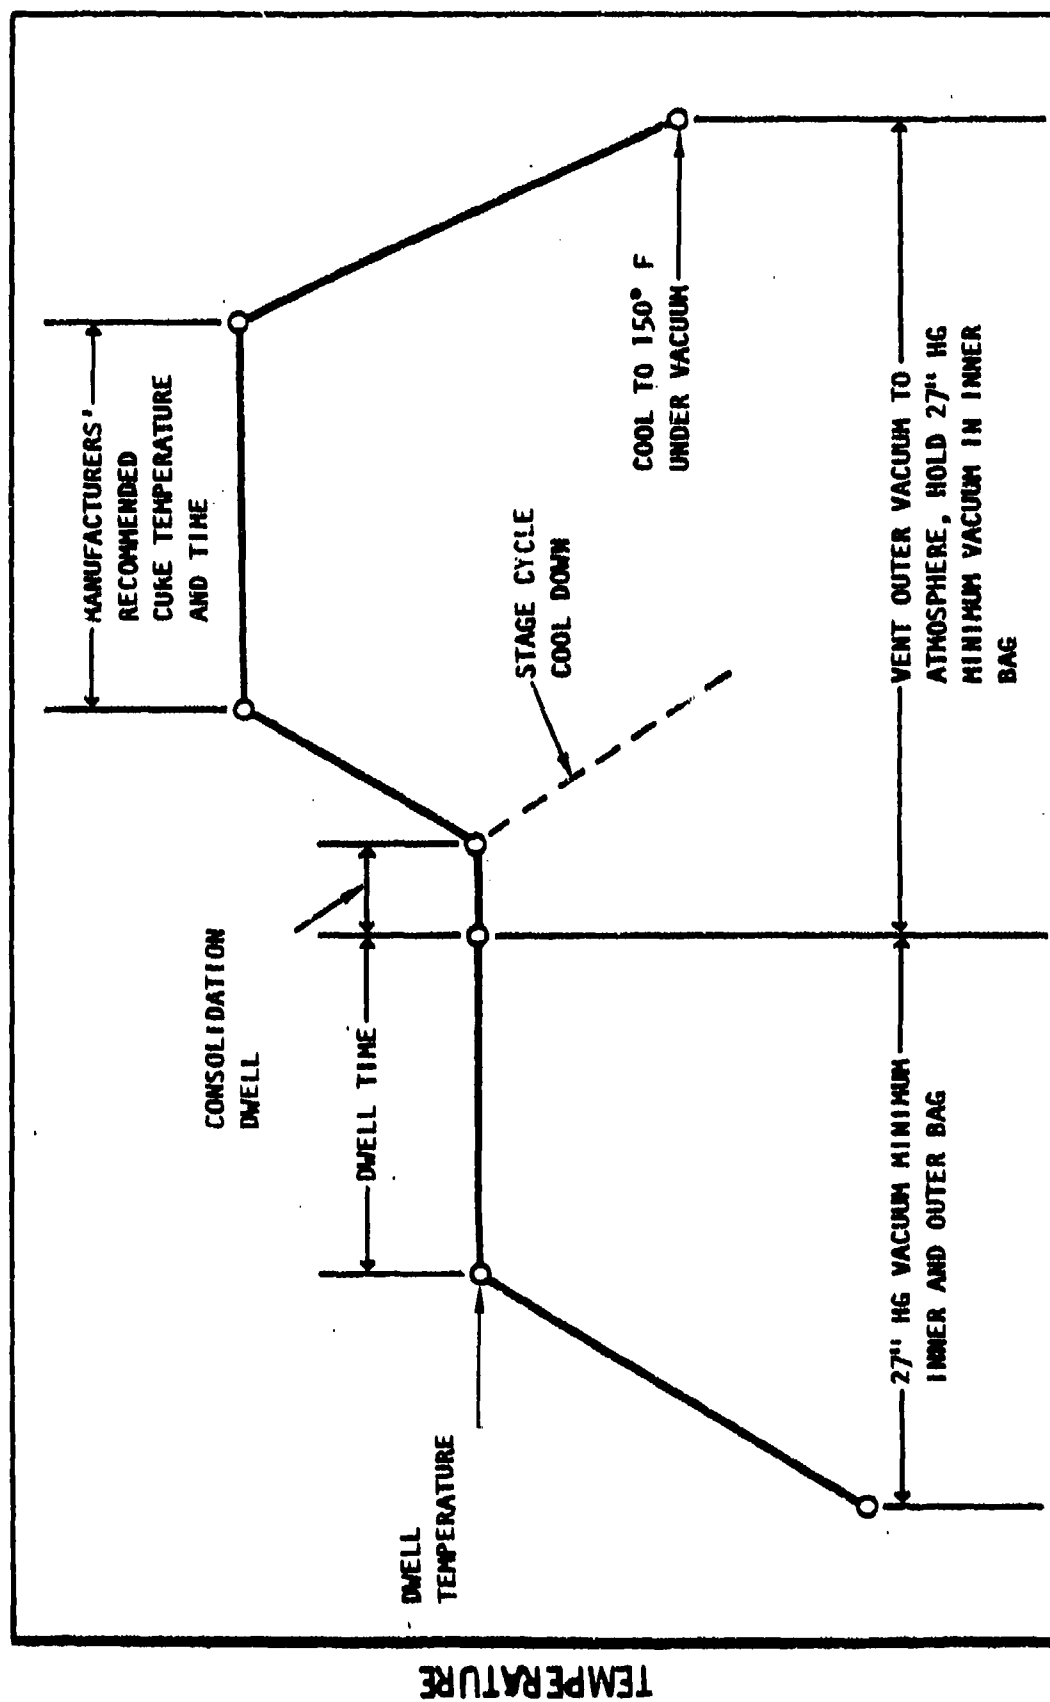 TEMPERATURE
DWELL
TEMPERATURE
CONSOLIDATION
DWELL
DWELL TIME
MANUFACTURERS'
RECOMMENDED
CURE TEMPERATURE
AND TIME
STAGE CYCLE
COOL DOWN
COOL TO 150° F
UNDER VACUUM
27" HG VACUUM MINIMUM
INNER AND OUTER BAG
VENT OUTER VACUUM TO
ATMOSPHERE, HOLD 27" HG
MINIMUM VACUUM IN INNER
BAG